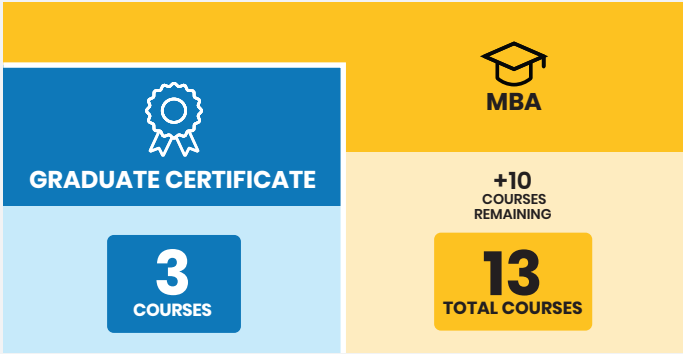 GRADUATE CERTIFICATE
3
COURSES
MBA
+10
COURSES
REMAINING
13
TOTAL COURSES